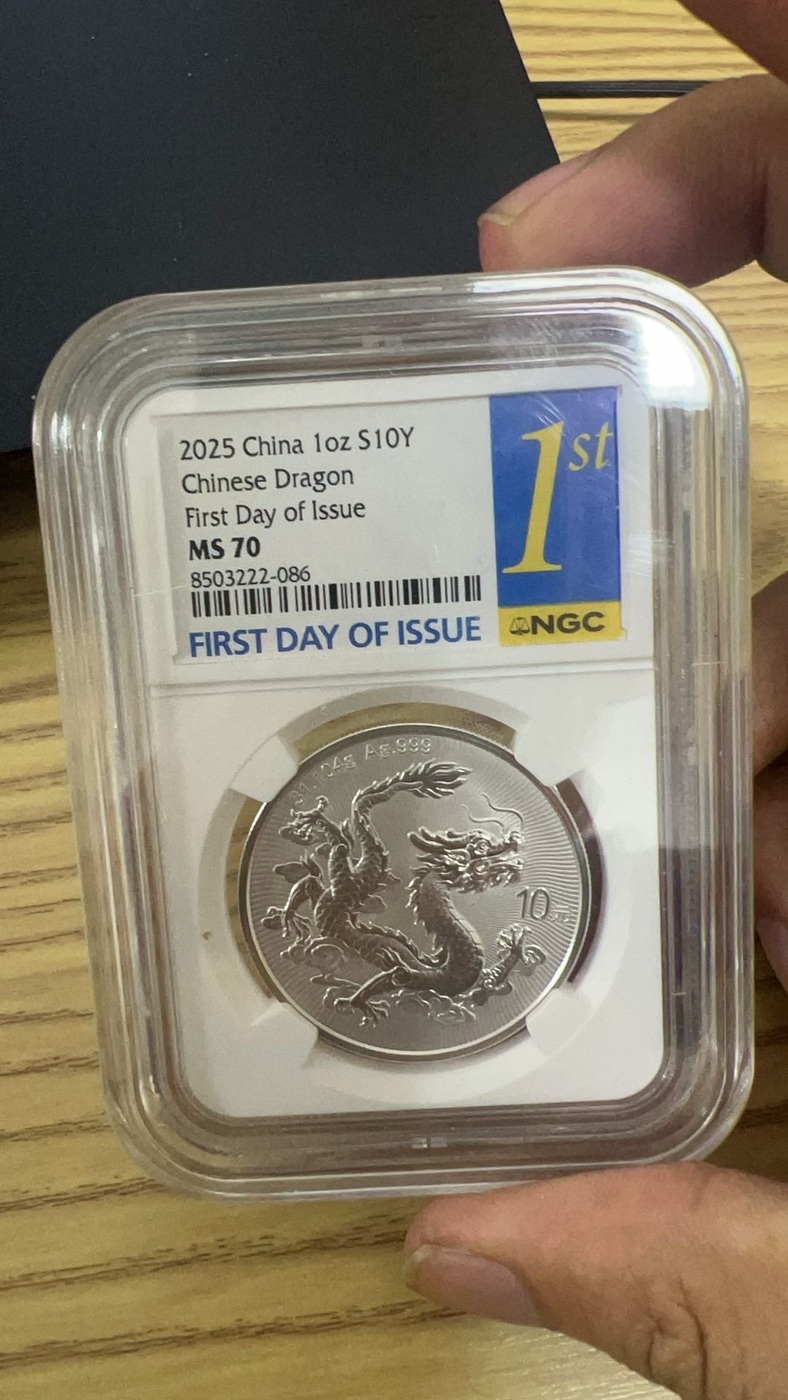 2025 China 1oz S10Y
Chinese Dragon
First Day of Issue
MS 70
8503222-086
FIRST DAY OF ISSUE
1st
NGC
Ag.999
10